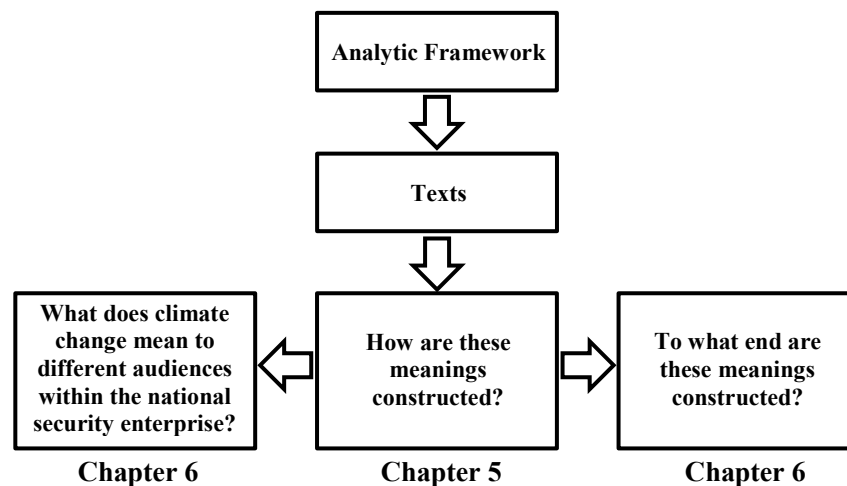 Analytic Framework
Texts
What does climate
change mean to
different audiences
within the national
security enterprise?
How are these
meanings
constructed?
To what end are
these meanings
constructed?
Chapter 6
Chapter 5
Chapter 6